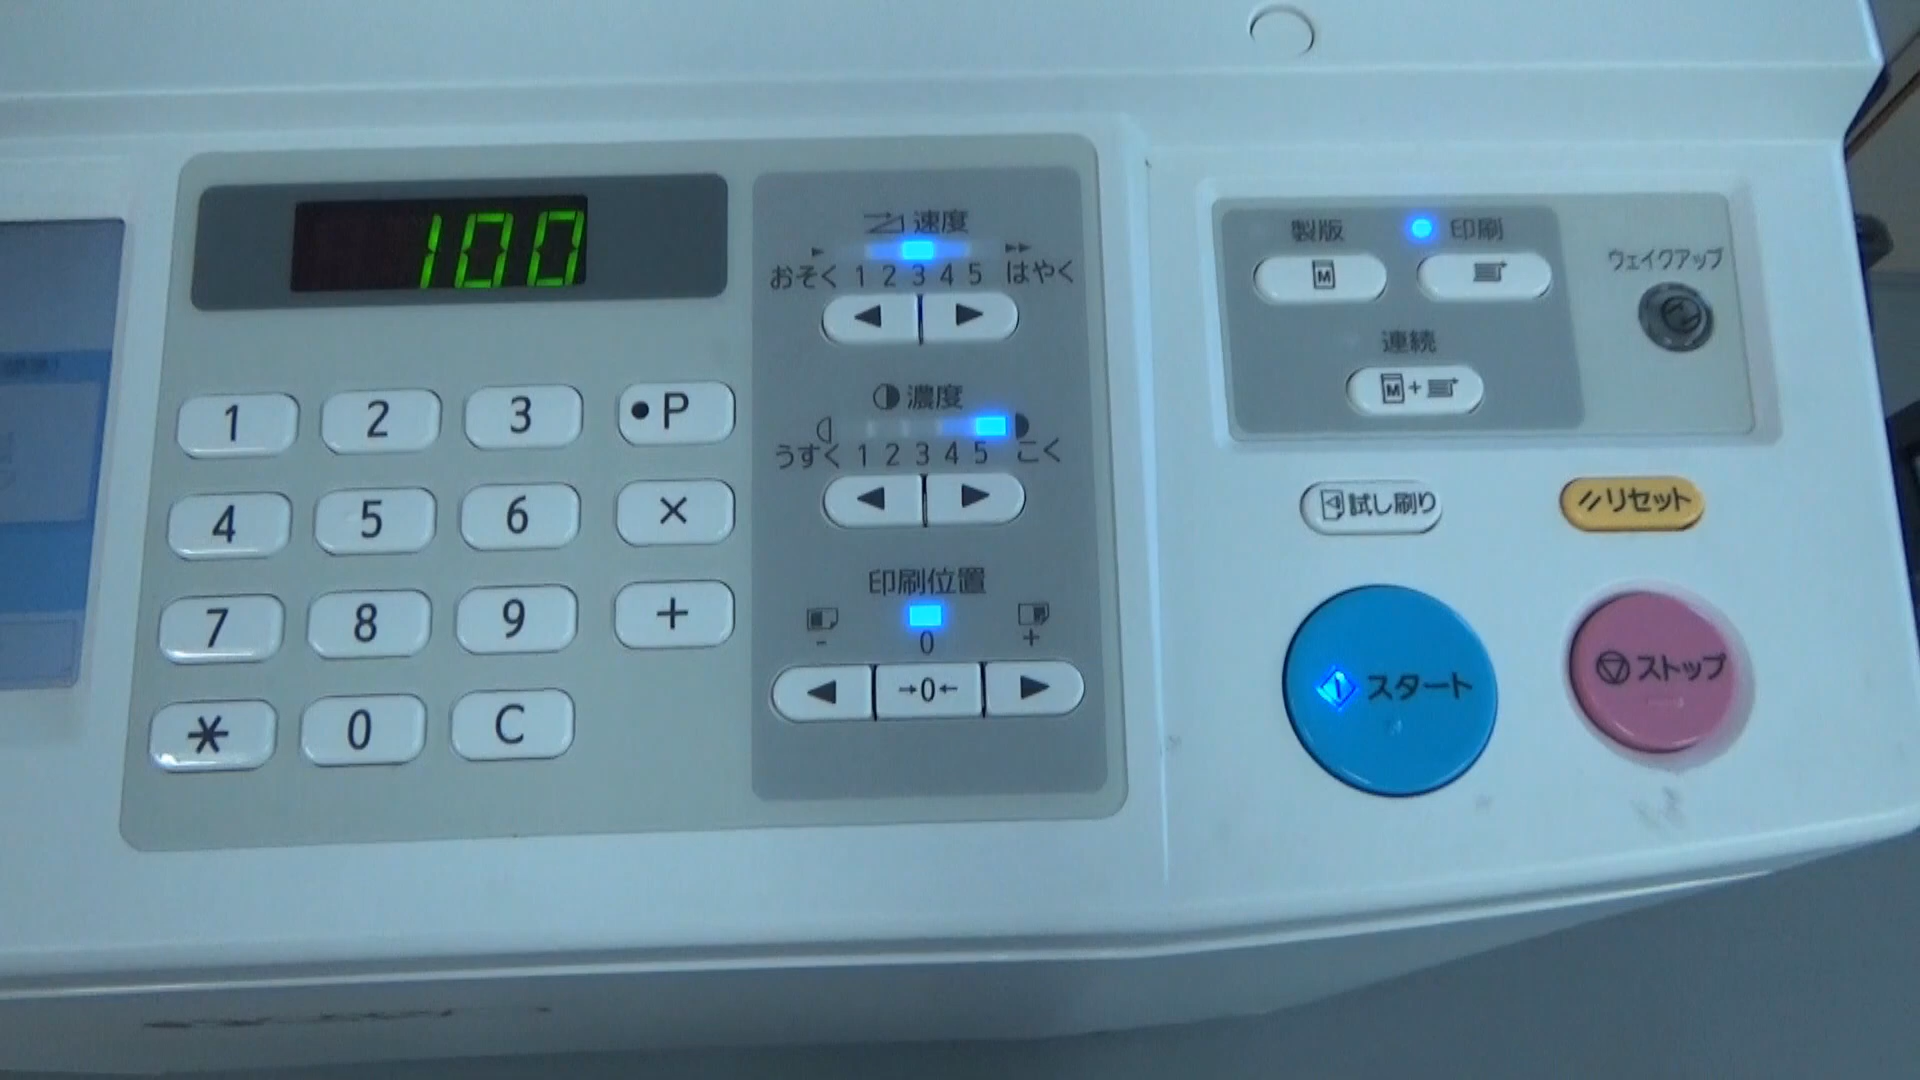 100
1 2 3 •P
4 5 6 ×
7 8 9 +
* 0 C
速度
おそく 1 2 3 4 5 はやく
濃度
うすく 1 2 3 4 5 こく
印刷位置
- 0 +
→0←
製版 印刷
M
連続
M+
ウェイクアップ
試し刷り
リセット
スタート
ストップ